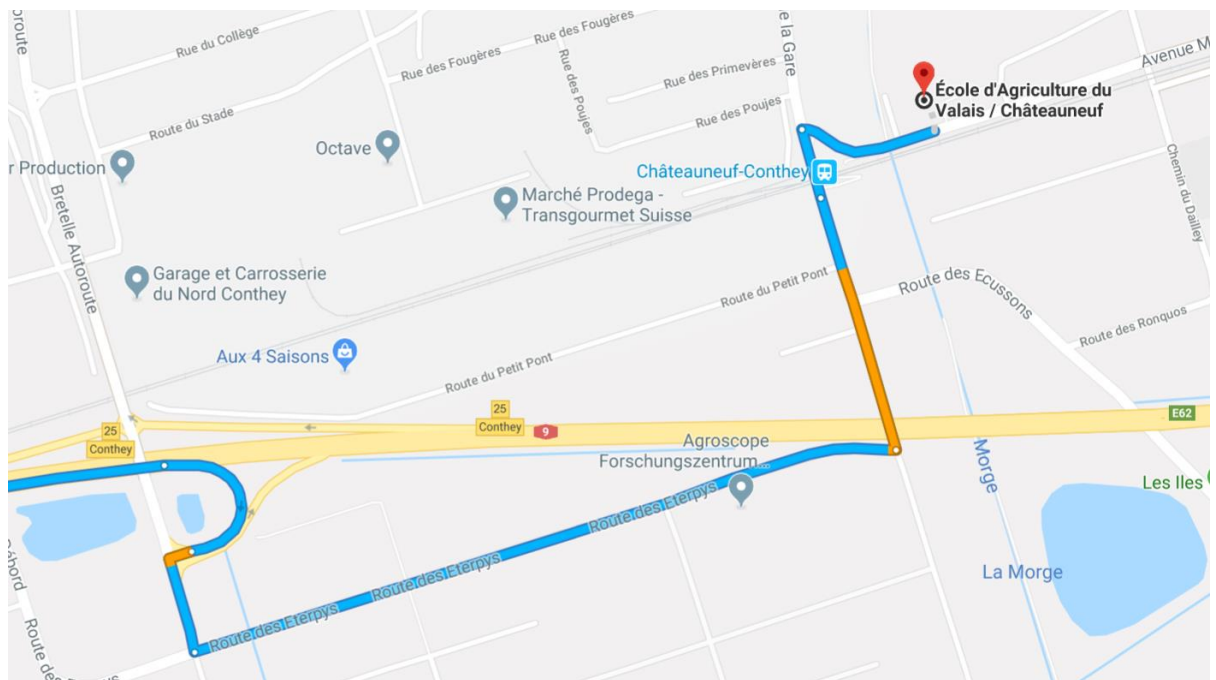 oroute
Rue du Collège
Rue des Fougères
Rue des Fougères
Rue des Poujes
Rue des Primevères
Rue des Poujes
e la Gare
Avenue M
École d'Agriculture du
Valais / Châteauneuf
Route du Stade
Octave
r Production
Châteauneuf-Conthey
Marché Prodega -
Transgourmet Suisse
Chemin du Dailley
Bretelle Autoroute
Garage et Carrosserie
du Nord Conthey
Route du Petit Pont
Route des Ecussons
Route des Ronquos
Aux 4 Saisons
Route du Petit Pont
25
Conthey
9
E62
25
Conthey
Agroscope
Forschungszentrum...
Morge
Les Iles
Route des Eterpys
Route des Eterpys
Route des Eterpys
La Morge
Débord
Route des Eterpys